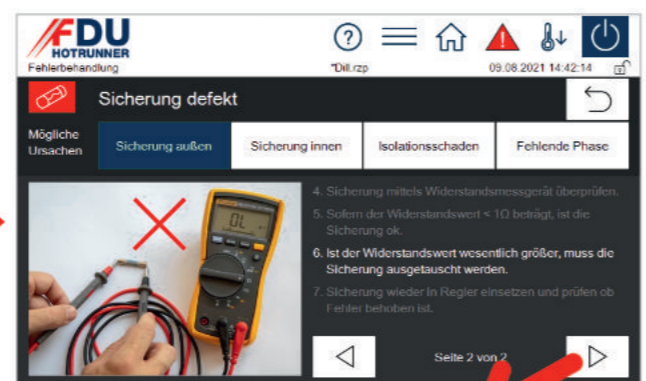 FDU
HOTRUNNER
Fehlerbehandlung
*Dill.rzp
09.08.2021 14:42:14
Sicherung defekt
Mögliche
Ursachen
Sicherung außen
Sicherung innen
Isolationsschaden
Fehlende Phase
0L
4. Sicherung mittels Widerstandsmessgerät überprüfen.
5. Sofern der Widerstandswert < 1Ω beträgt, ist die
Sicherung ok.
6. Ist der Widerstandswert wesentlich größer, muss die
Sicherung ausgetauscht werden.
7. Sicherung wieder in Regler einsetzen und prüfen ob
Fehler behoben ist.
Seite 2 von 2